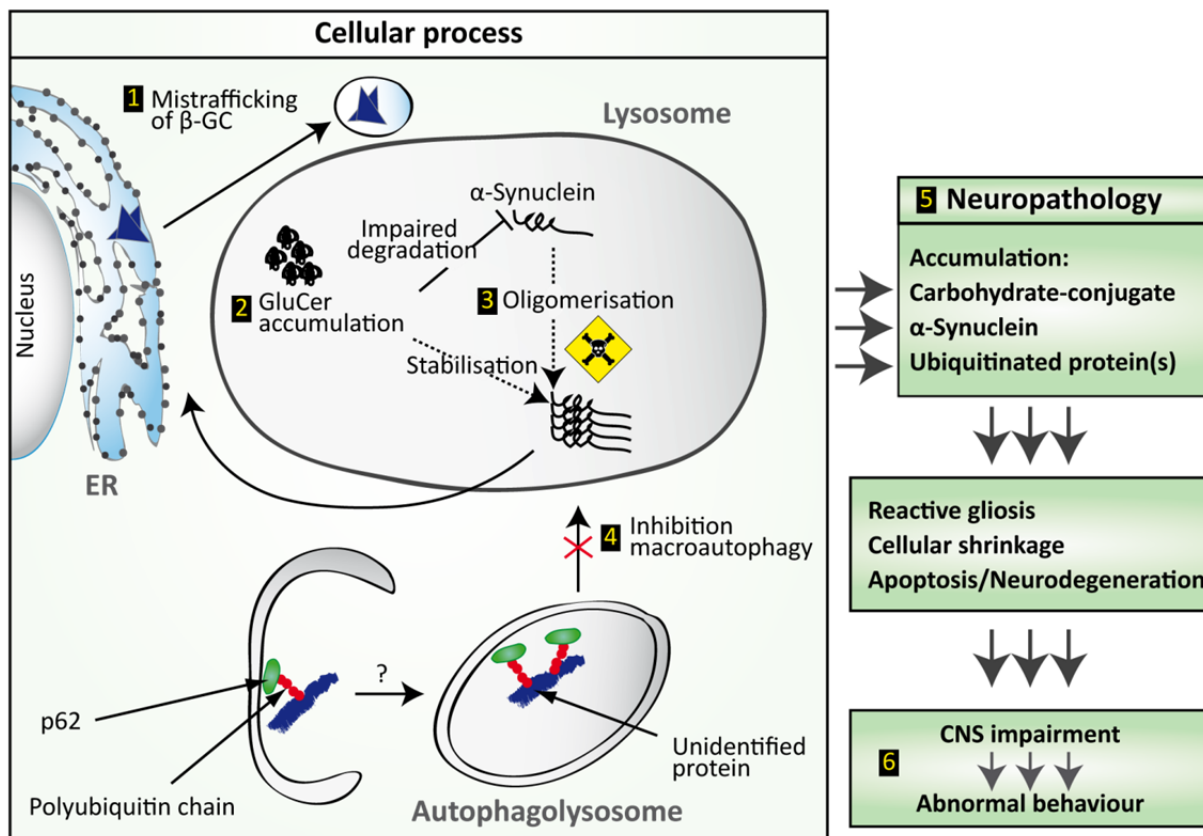 Cellular process
1 Mistrafficking
of β-GC
Lysosome
Nucleus
ER
α-Synuclein
Impaired
degradation
2 GluCer
accumulation
3 Oligomerisation
Stabilisation
4 Inhibition
macroautophagy
?
p62
Polyubiquitin chain
Unidentified
protein
Autophagolysosome
5 Neuropathology
Accumulation:
Carbohydrate-conjugate
α-Synuclein
Ubiquitinated protein(s)
Reactive gliosis
Cellular shrinkage
Apoptosis/Neurodegeneration
6
CNS impairment
Abnormal behaviour